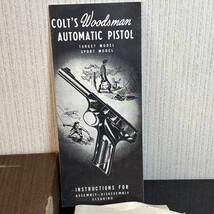 COLT'S Woodsman
AUTOMATIC PISTOL
TARGET MODEL
SPORT MODEL
INSTRUCTIONS FOR
ASSEMBLY–DISASSEMBLY
CLEANING